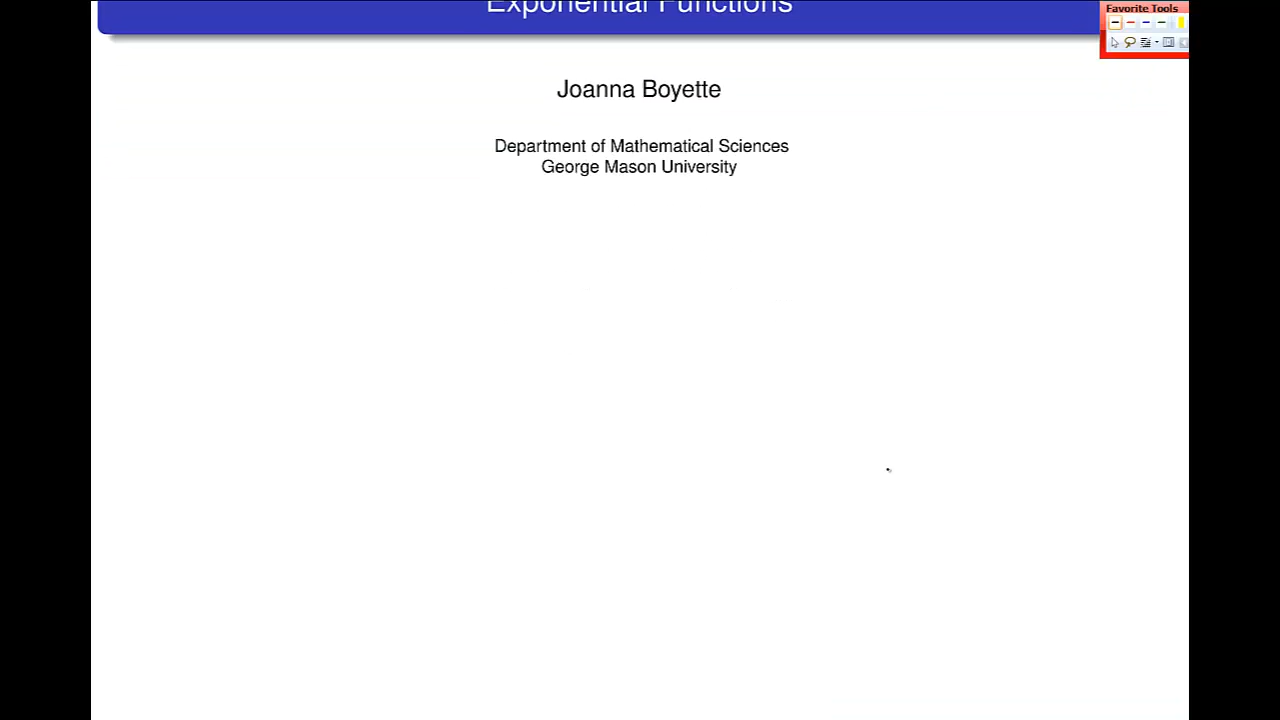 Exponential Functions
Favorite Tools
Joanna Boyette
Department of Mathematical Sciences
George Mason University